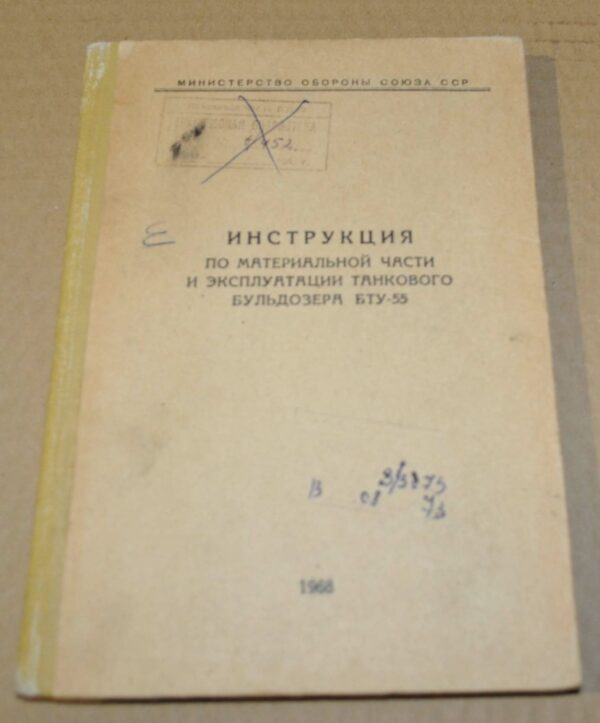 МИНИСТЕРСТВО ОБОРОНЫ СОЮЗА ССР
ИНСТРУКЦИЯ
ПО МАТЕРИАЛЬНОЙ ЧАСТИ
И ЭКСПЛУАТАЦИИ ТАНКОВОГО
БУЛЬДОЗЕРА БТУ-55
1968